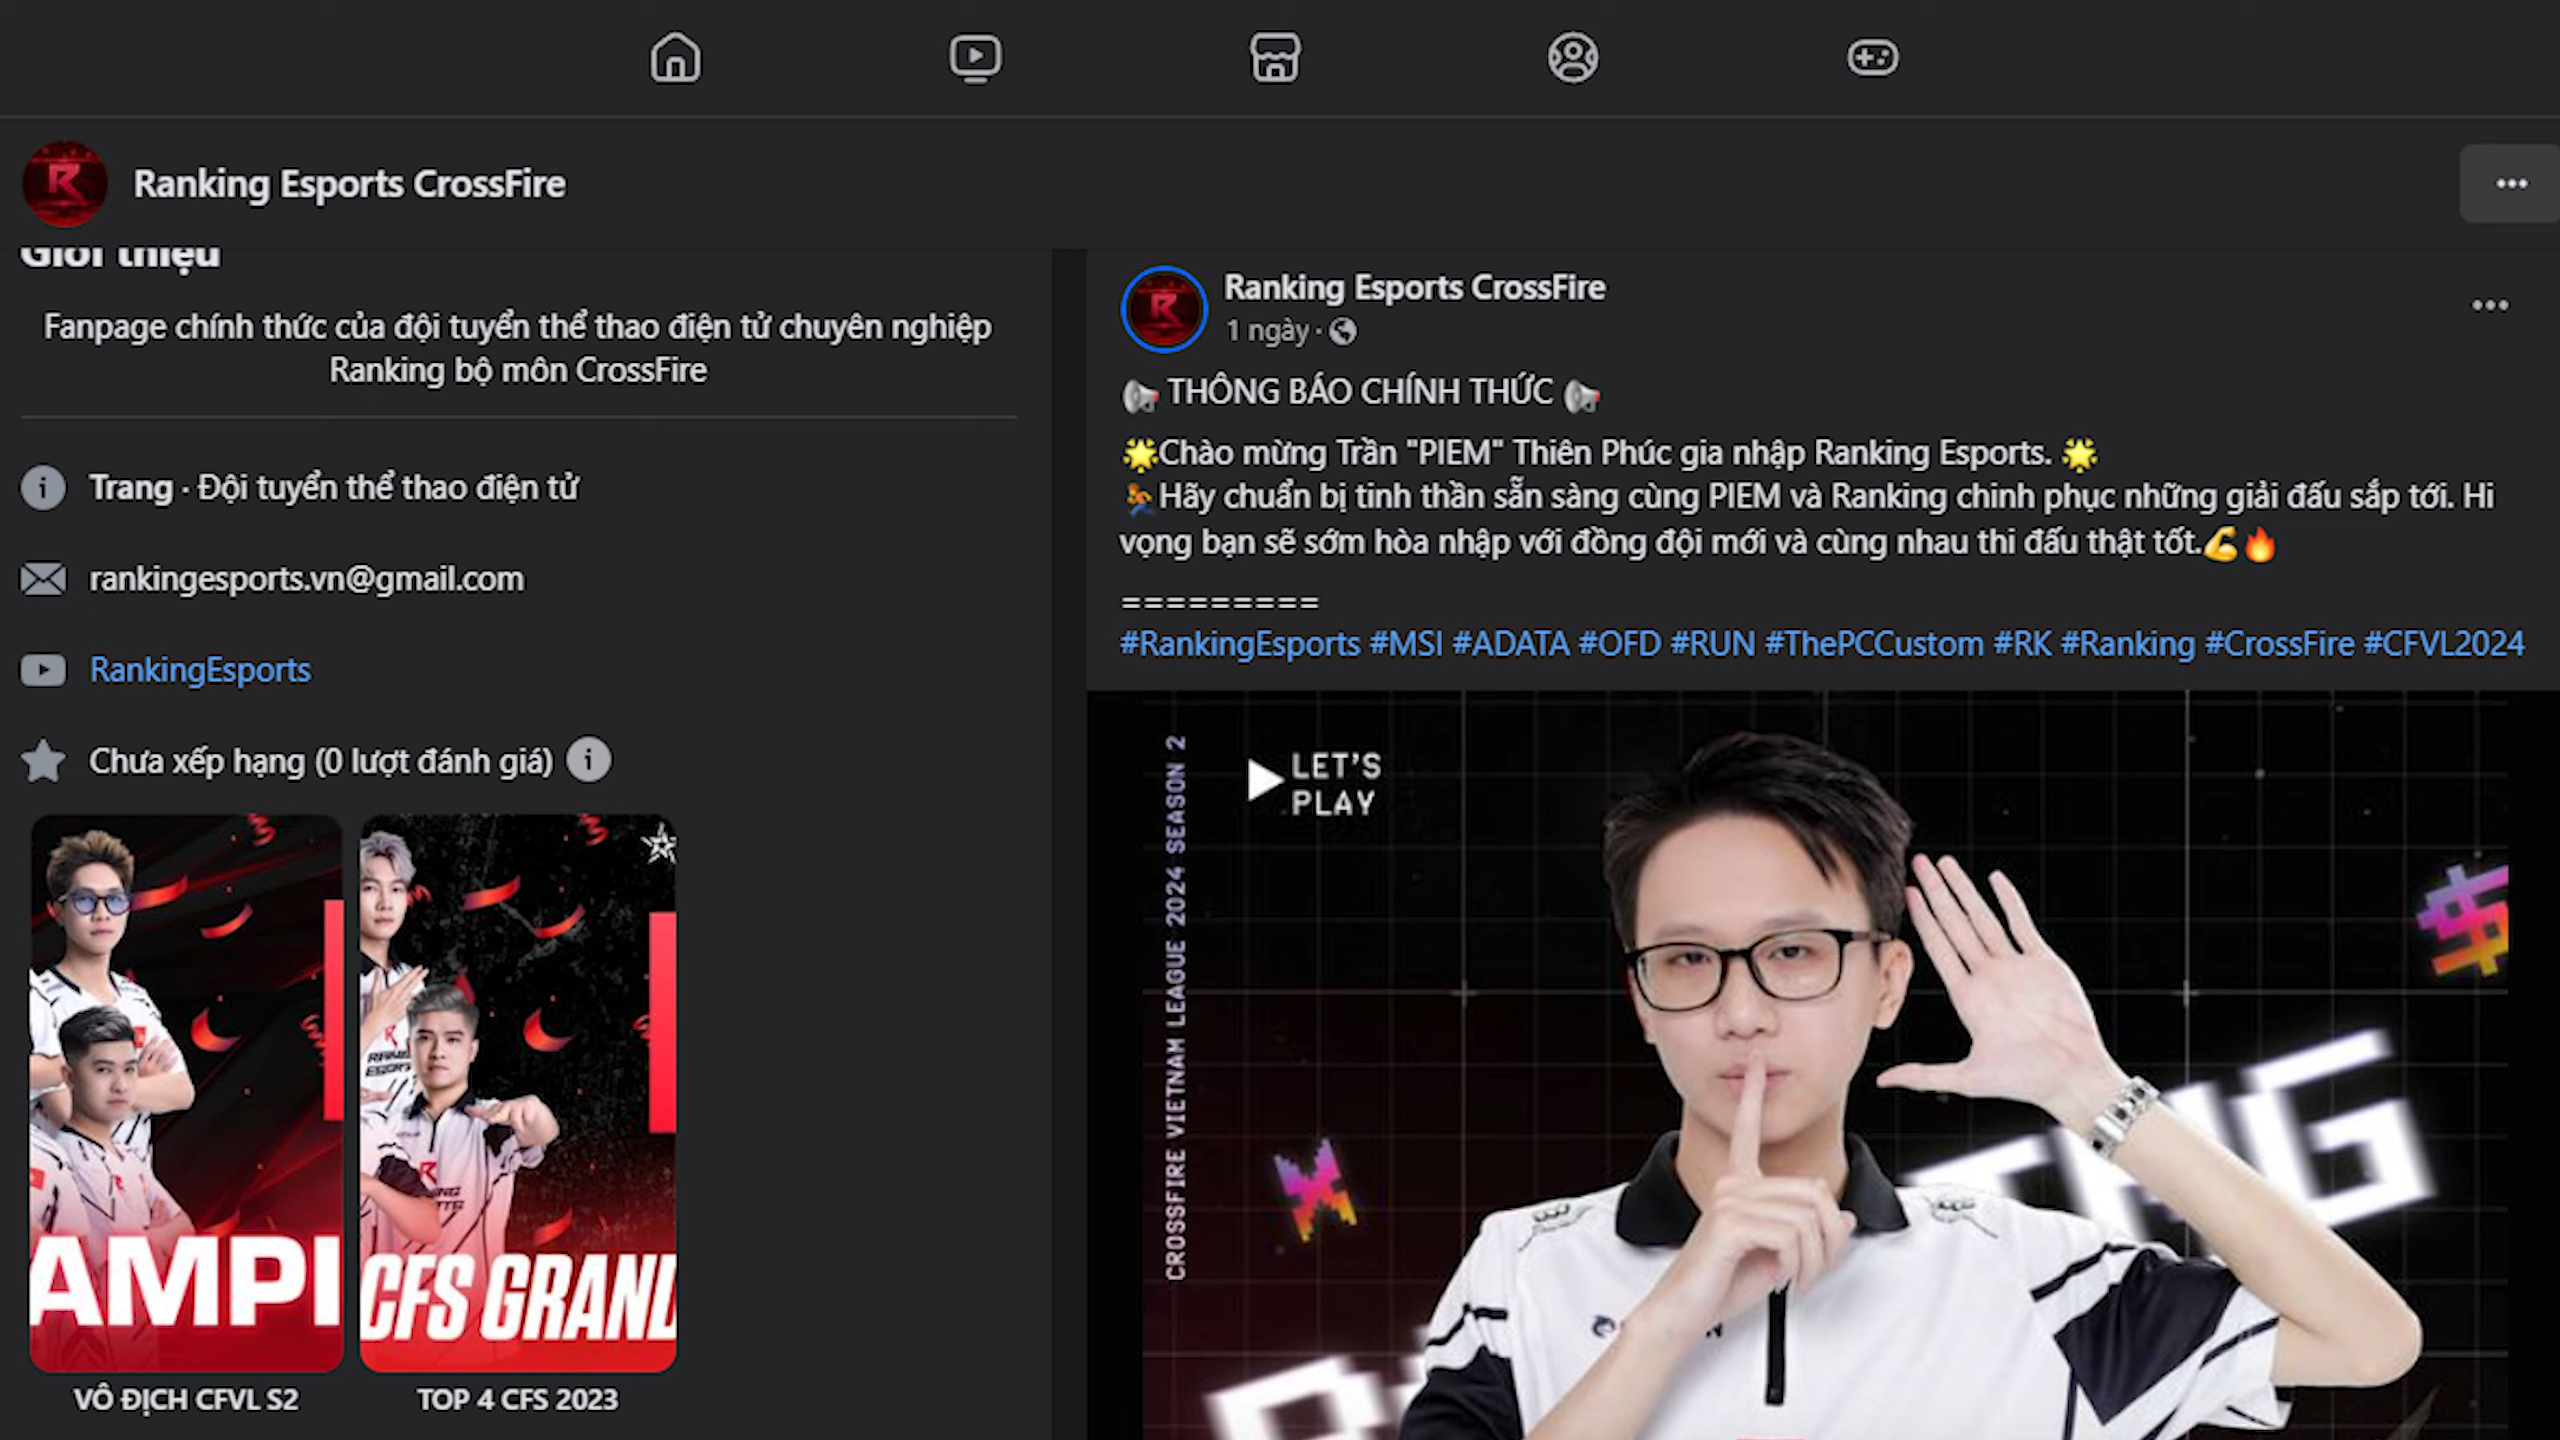 Ranking Esports CrossFire
Giới thiệu
Fanpage chính thức của đội tuyển thể thao điện tử chuyên nghiệp
Ranking bộ môn CrossFire
Trang · Đội tuyển thể thao điện tử
rankingesports.vn@gmail.com
RankingEsports
Chưa xếp hạng (0 lượt đánh giá)
AMPI
CFS GRAND
VÔ ĐỊCH CFVL S2
TOP 4 CFS 2023
Ranking Esports CrossFire
1 ngày ·
📢 THÔNG BÁO CHÍNH THỨC 📢
🌟Chào mừng Trần "PIEM" Thiên Phúc gia nhập Ranking Esports. 🌟
🏃Hãy chuẩn bị tinh thần sẵn sàng cùng PIEM và Ranking chinh phục những giải đấu sắp tới. Hi
vọng bạn sẽ sớm hòa nhập với đồng đội mới và cùng nhau thi đấu thật tốt.💪🔥
=========
#RankingEsports #MSI #ADATA #OFD #RUN #ThePCCustom #RK #Ranking #CrossFire #CFVL2024
LET'S
PLAY
CROSSFIRE VIETNAM LEAGUE 2024 SEASON 2